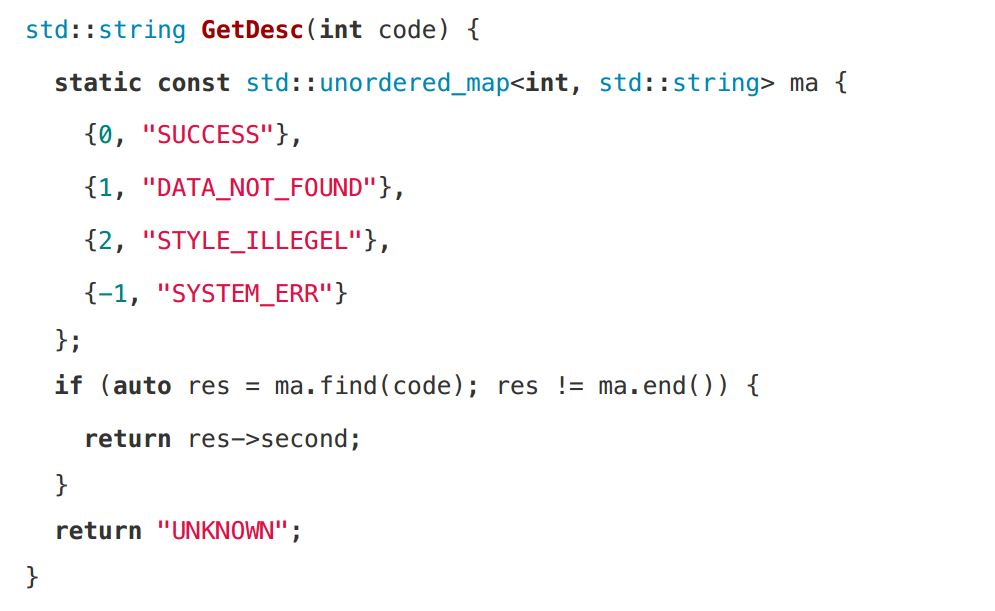 std::string GetDesc(int code) {
  static const std::unordered_map<int, std::string> ma {
    {0, "SUCCESS"},
    {1, "DATA_NOT_FOUND"},
    {2, "STYLE_ILLEGEL"},
    {-1, "SYSTEM_ERR"}
  };
  if (auto res = ma.find(code); res != ma.end()) {
    return res->second;
  }
  return "UNKNOWN";
}